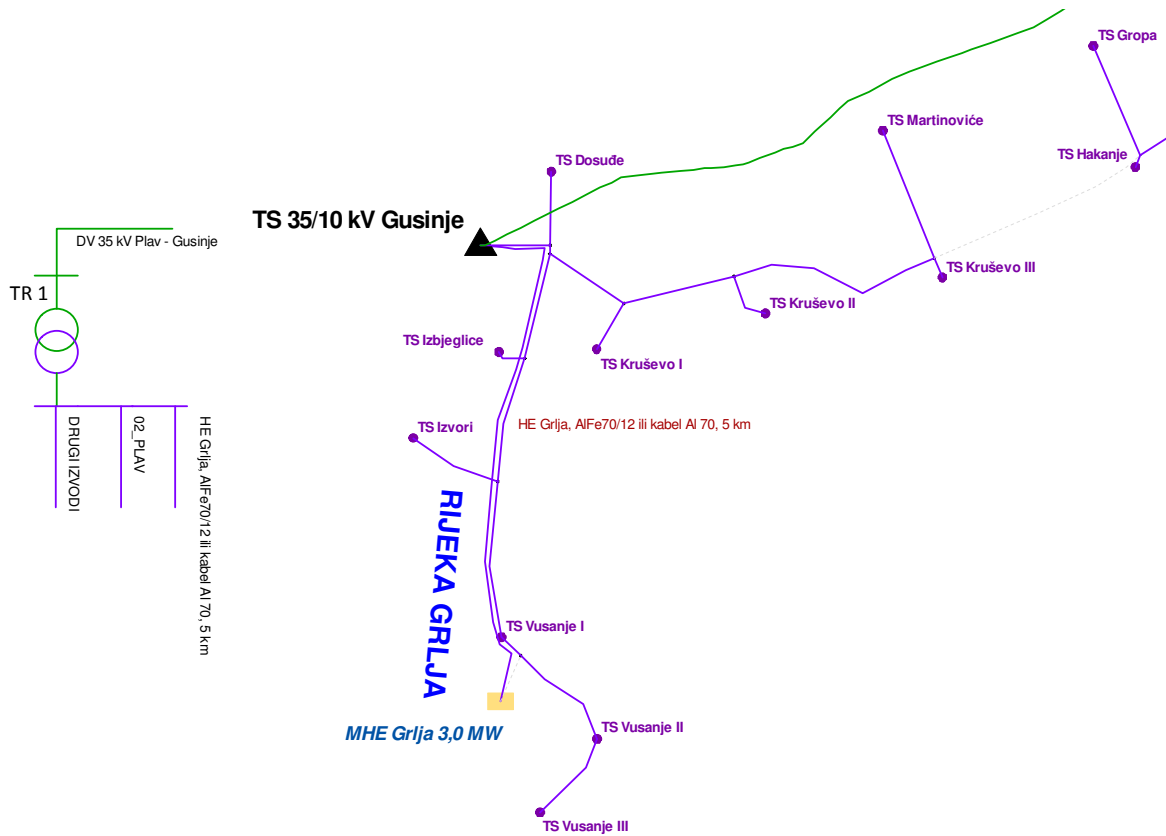 TS Gropa
TS Martinoviće
TS Hakanje
TS Dosuđe
TS 35/10 kV Gusinje
DV 35 kV Plav - Gusinje
TR 1
TS Kruševo III
TS Kruševo II
TS Izbjeglice
TS Kruševo I
HE Grlja, AlFe70/12 ili kabel Al 70, 5 km
TS Izvori
DRUGI IZVODI
02_PLAV
HE Grlja, AlFe70/12 ili kabel Al 70, 5 km
RIJEKA GRLJA
TS Vusanje I
MHE Grlja 3,0 MW
TS Vusanje II
TS Vusanje III